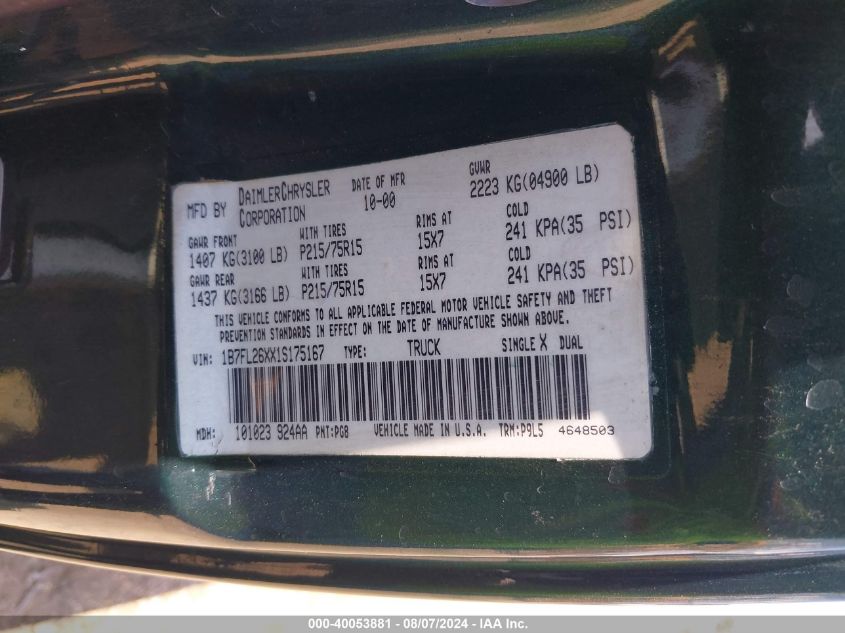 MFD BY DAIMLERCHRYSLER CORPORATION DATE OF MFR 10-00 GVWR 2223 KG(04900 LB)
GAWR FRONT WITH TIRES RIMS AT COLD
1407 KG(3100 LB) P215/75R15 15X7 241 KPA(35 PSI)
GAWR REAR WITH TIRES RIMS AT COLD
1437 KG(3166 LB) P215/75R15 15X7 241 KPA(35 PSI)
THIS VEHICLE CONFORMS TO ALL APPLICABLE FEDERAL MOTOR VEHICLE SAFETY AND THEFT
PREVENTION STANDARDS IN EFFECT ON THE DATE OF MANUFACTURE SHOWN ABOVE.
VIN: 1B7FL26XX1S175167 TYPE: TRUCK SINGLE X DUAL
MDH: 101023 924AA PNT:PG8 VEHICLE MADE IN U.S.A. TRM:P9L5 4648503
000-40053881 - 08/07/2024 - IAA Inc.